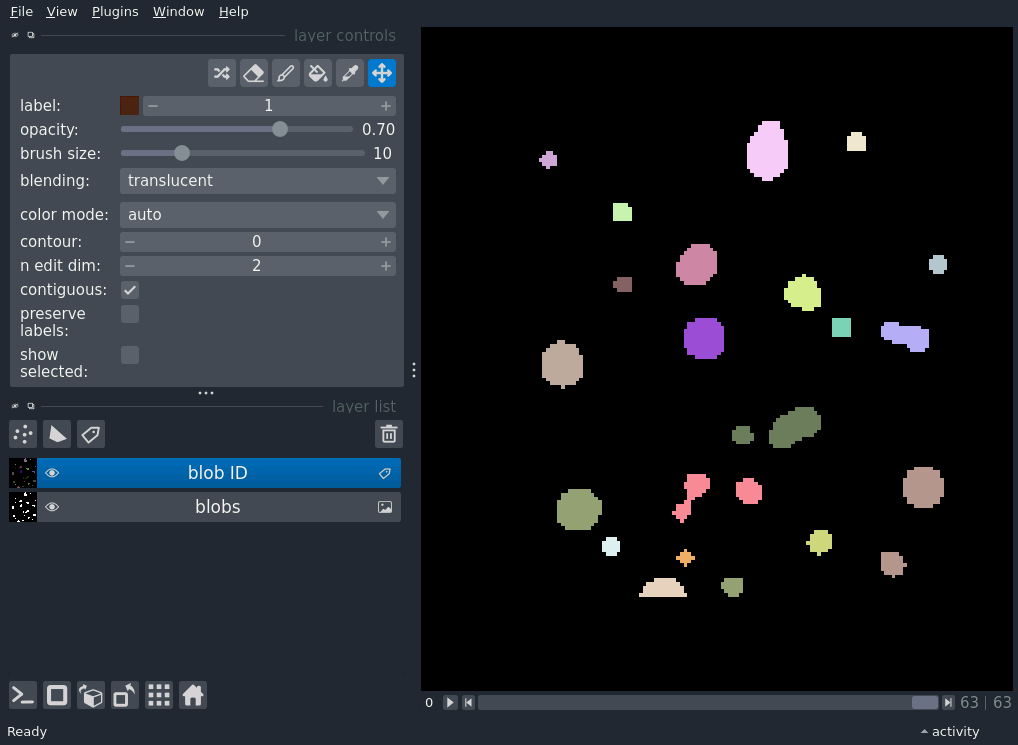 File View Plugins Window Help
layer controls
label: 1
opacity: 0.70
brush size: 10
blending: translucent
color mode: auto
contour: 0
n edit dim: 2
contiguous:
preserve
labels:
show
selected:
layer list
blob ID
blobs
0 63 | 63
Ready activity